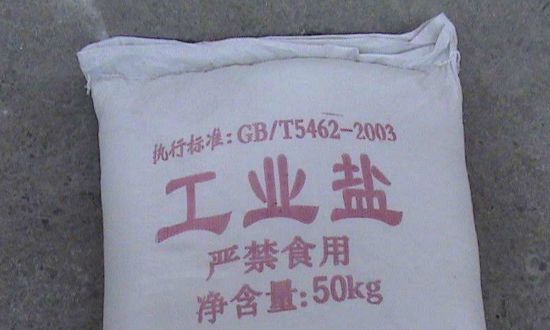 执行标准:GB/T5462-2003
工业盐
严禁食用
净含量:50kg